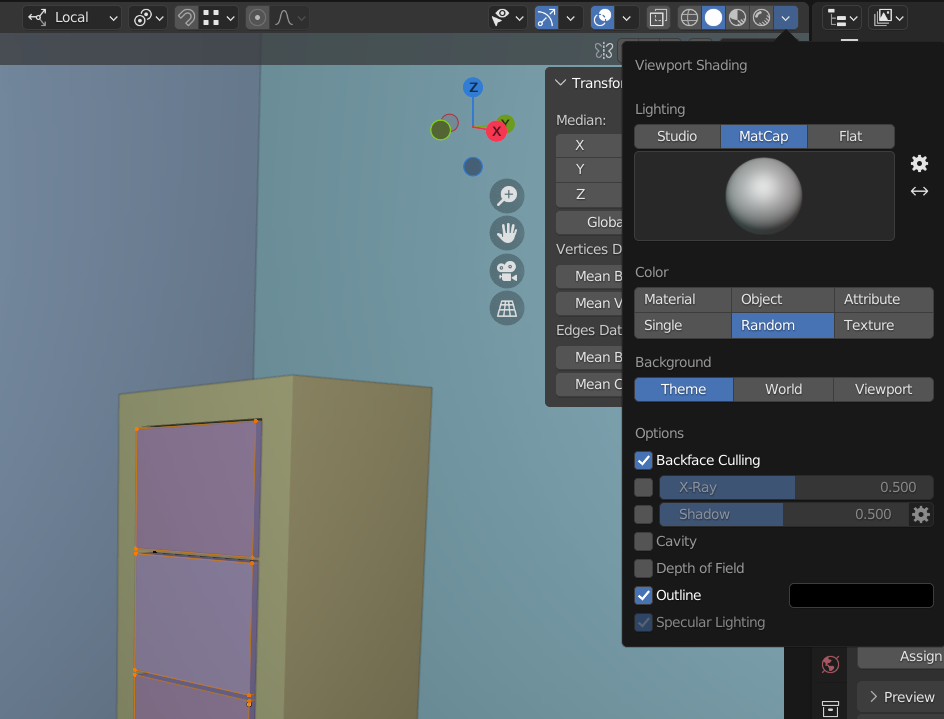 Local
Viewport Shading
Z
Y
X
Transfo
Lighting
Median:
Studio MatCap Flat
X
Y
Z
Globa
Vertices D
Mean B
Color
Mean V
Material Object Attribute
Edges Dat
Single Random Texture
Mean B
Background
Mean C
Theme World Viewport
Options
Backface Culling
X-Ray 0.500
Shadow 0.500
Cavity
Depth of Field
Outline
Specular Lighting
Assign
Preview